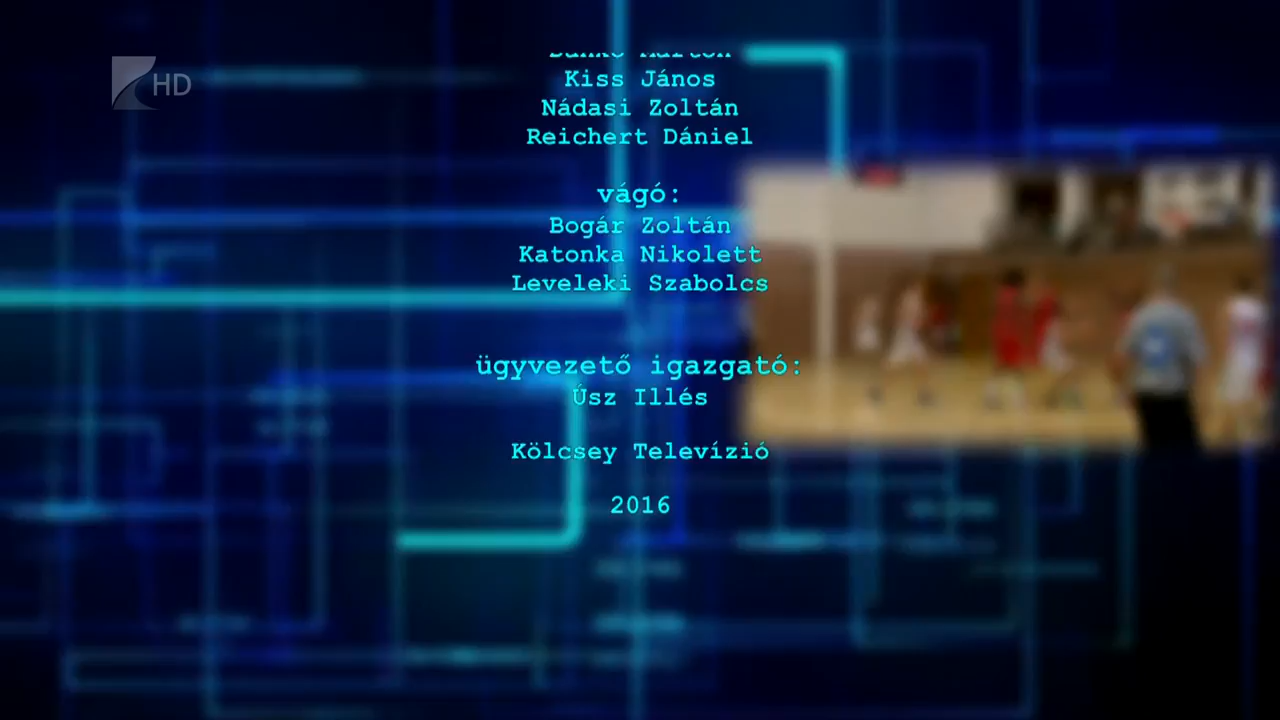 HD
Kiss János
Nádasi Zoltán
Reichert Dániel
vágó:
Bogár Zoltán
Katonka Nikolett
Leveleki Szabolcs
ügyvezető igazgató:
Úsz Illés
Kölcsey Televízió
2016